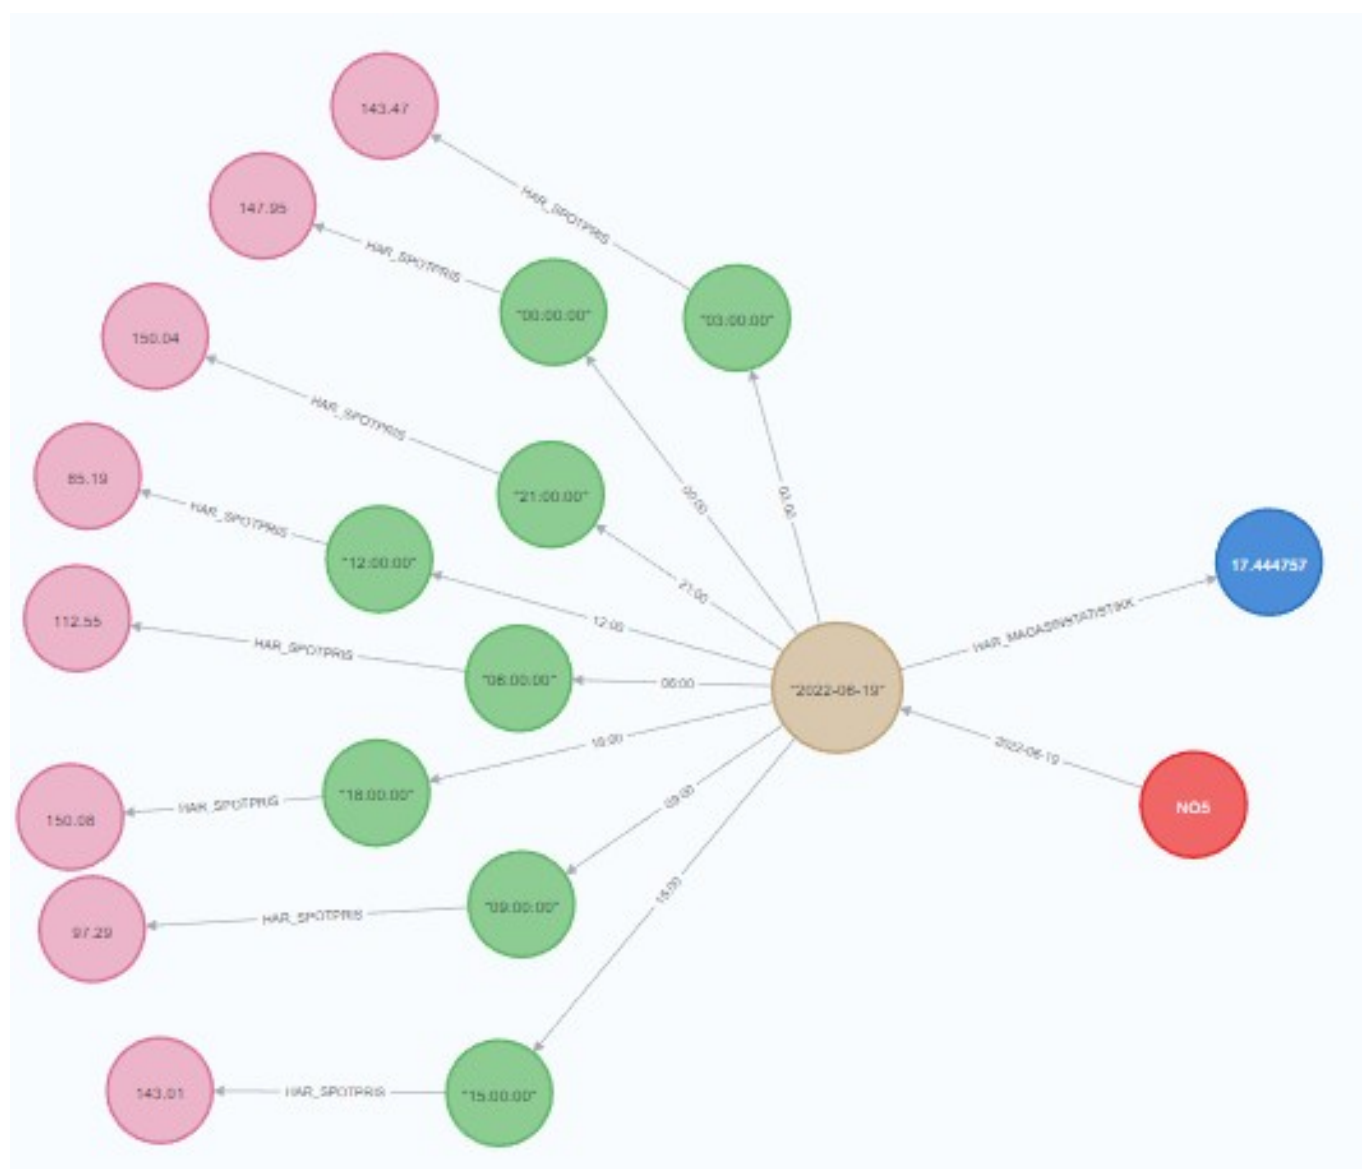 143.47
HAR_SPOTPRIS
147.95
HAR_SPOTPRIS
"00:00:00"
"03:00:00"
150.04
HAR_SPOTPRIS
85.19
HAR_SPOTPRIS
"21:00:00"
00:00
03:00
"12:00:00"
21:00
17.444757
112.55
HAR_SPOTPRIS
12:00
HAR_MAGASINSTATISTIKK
"06:00:00"
06:00
"2022-06-19"
18:00
2022-06-19
150.08
HAR_SPOTPRIS
"18:00:00"
09:00
NO5
97.29
HAR_SPOTPRIS
"09:00:00"
15:00
143.01
HAR_SPOTPRIS
"15:00:00"